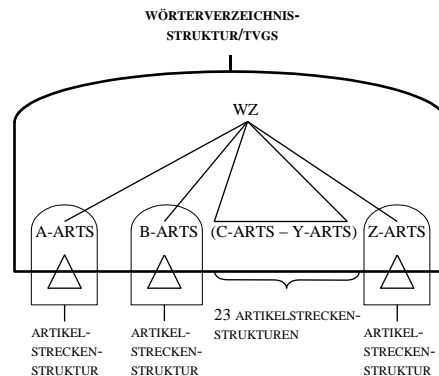 WÖRTERVERZEICHNIS-
STRUKTUR/TVGS
WZ
A-ARTS B-ARTS (C-ARTS – Y-ARTS) Z-ARTS
23 ARTIKELSTRECKEN-
STRUKTUREN
ARTIKEL-
STRECKEN-
STRUKTUR
ARTIKEL-
STRECKEN-
STRUKTUR
ARTIKEL-
STRECKEN-
STRUKTUR